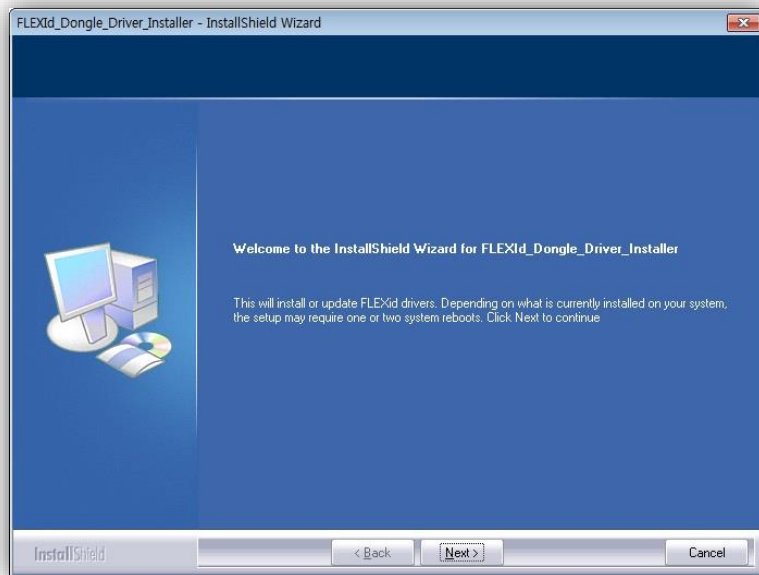 FLEXId_Dongle_Driver_Installer - InstallShield Wizard
Welcome to the InstallShield Wizard for FLEXId_Dongle_Driver_Installer
This will install or update FLEXid drivers. Depending on what is currently installed on your system,
the setup may require one or two system reboots. Click Next to continue
InstallShield
< Back
Next >
Cancel